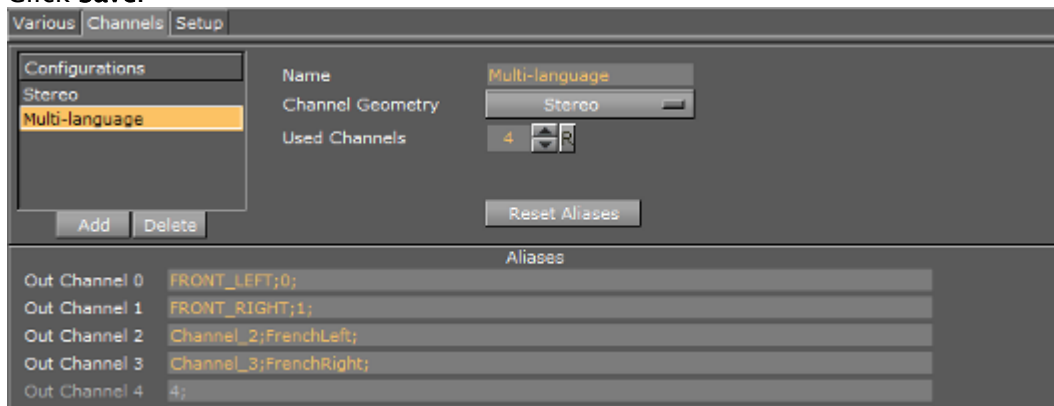 Click Save.
Various Channels Setup
Configurations
Stereo
Multi-language
Add Delete
Name Multi-language
Channel Geometry Stereo
Used Channels 4 R
Reset Aliases
Aliases
Out Channel 0 FRONT_LEFT;0;
Out Channel 1 FRONT_RIGHT;1;
Out Channel 2 Channel_2;FrenchLeft;
Out Channel 3 Channel_3;FrenchRight;
Out Channel 4 4;